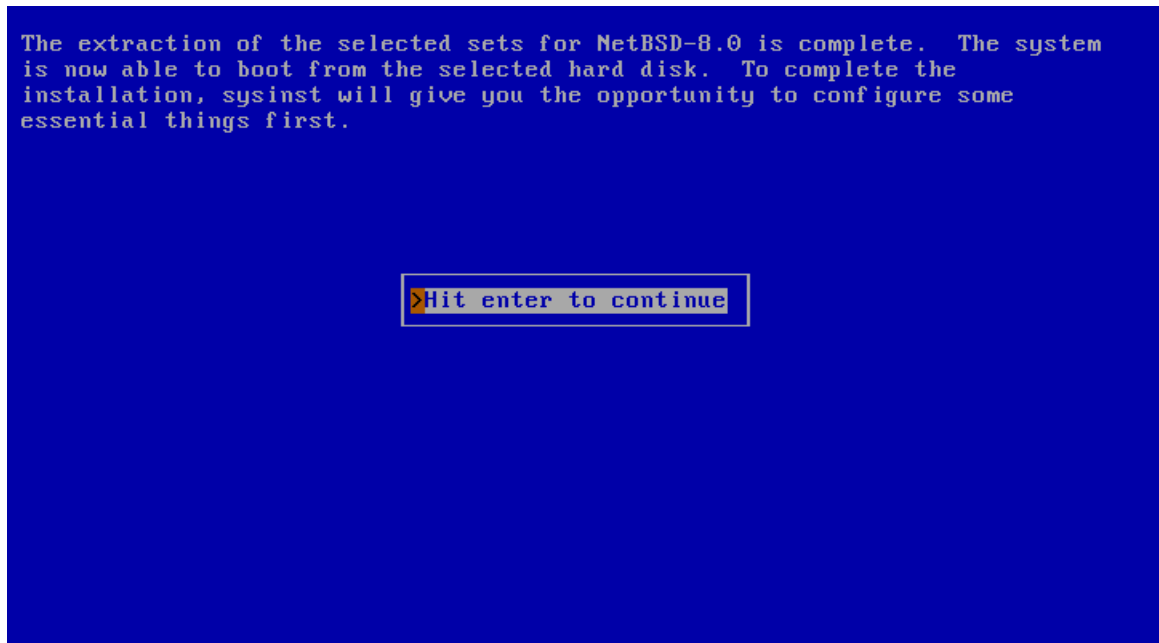 The extraction of the selected sets for NetBSD-8.0 is complete.  The system
is now able to boot from the selected hard disk.  To complete the
installation, sysinst will give you the opportunity to configure some
essential things first.
>Hit enter to continue